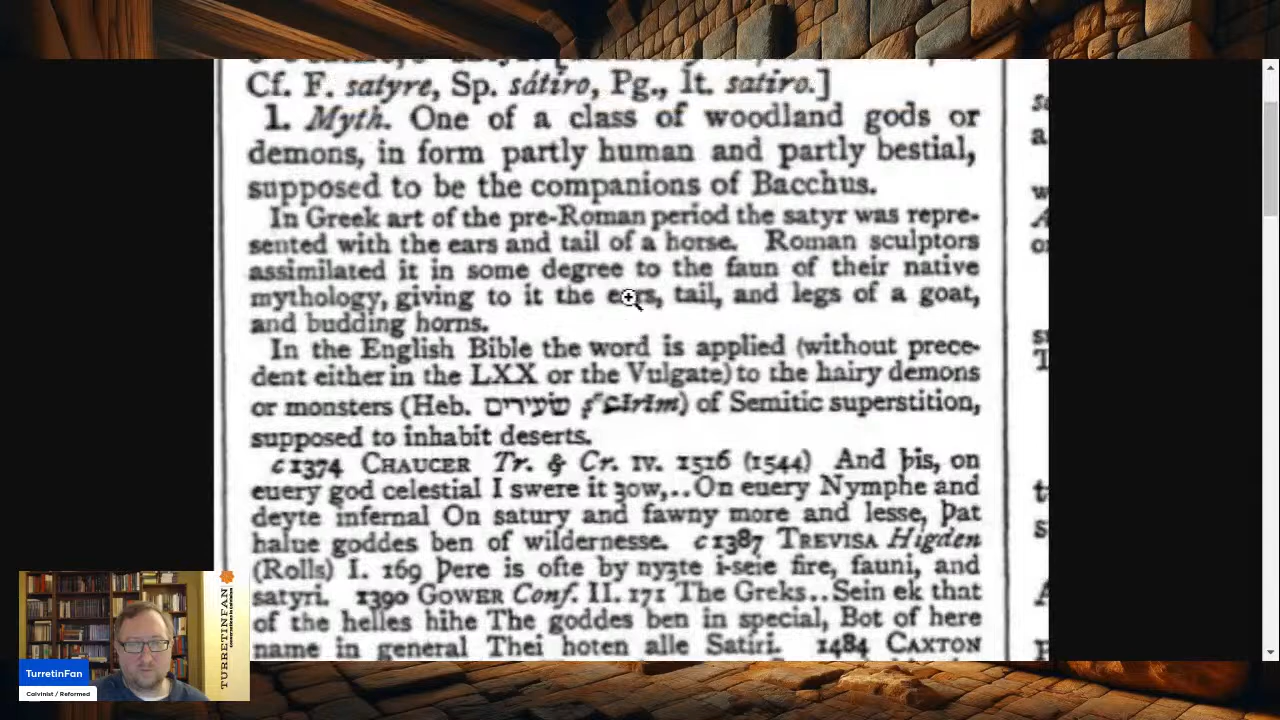 Cf. F. satyre, Sp. sátiro, Pg., It. satiro.]
1. Myth. One of a class of woodland gods or
demons, in form partly human and partly bestial,
supposed to be the companions of Bacchus.
In Greek art of the pre-Roman period the satyr was repre-
sented with the ears and tail of a horse. Roman sculptors
assimilated it in some degree to the faun of their native
mythology, giving to it the ears, tail, and legs of a goat,
and budding horns.
In the English Bible the word is applied (without prece-
dent either in the LXX or the Vulgate) to the hairy demons
or monsters (Heb. שׂעירים) of Semitic superstition,
supposed to inhabit deserts.
c1374 CHAUCER Tr. & Cr. IV. 1516 (1544) And þis, on
euery god celestial I swere it ȝow,..On euery Nymphe and
deyte infernal On satury and fawny more and lesse, Þat
halue goddes ben of wildernesse. c1387 TREVISA Higden
(Rolls) I. 169 Þere is ofte by nyȝte i-seie fire, fauni, and
satyri. 1390 GOWER Conf. II. 171 The Greks..Sein ek that
of the helles hihe The goddes ben in special, Bot of here
name in general Thei hoten alle Satiri. 1484 CAXTON
TURRETINFAN
TurretinFan
Calvinist / Reformed